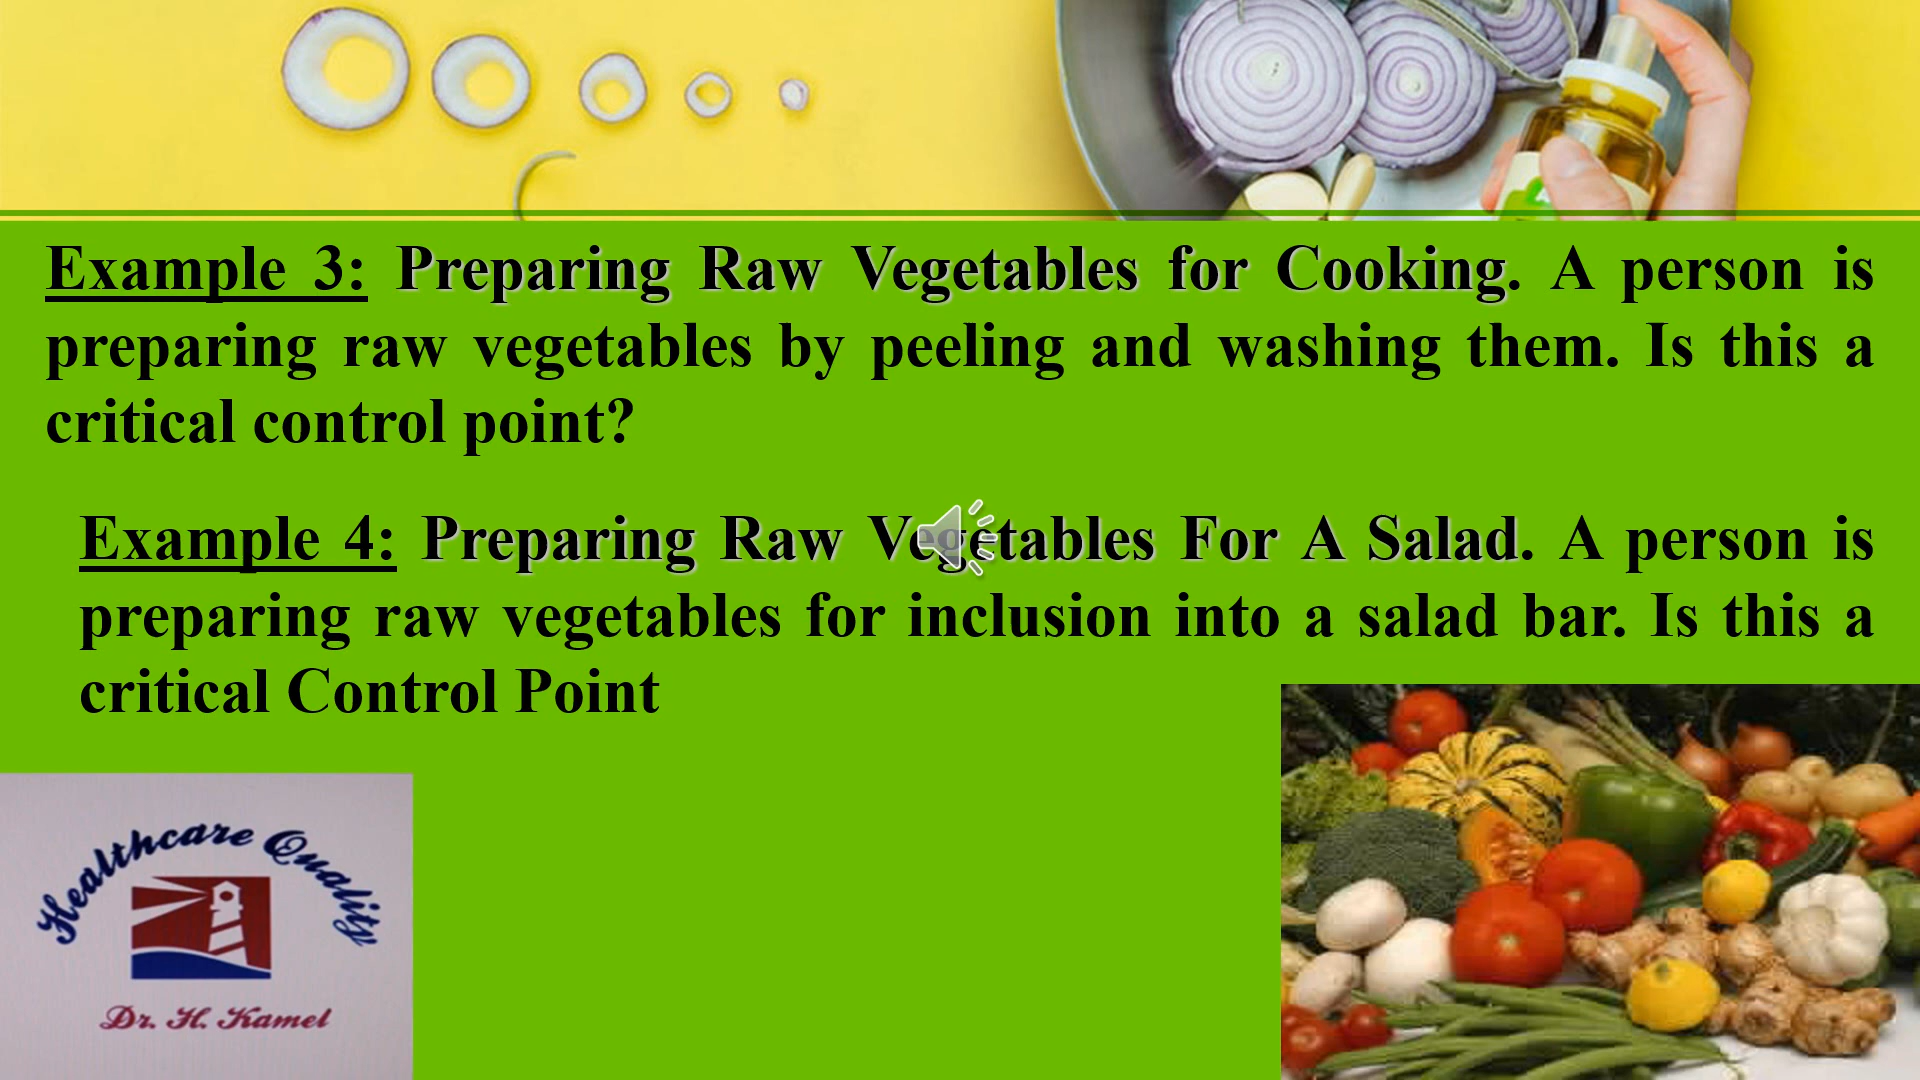 Example 3: Preparing Raw Vegetables for Cooking. A person is
preparing raw vegetables by peeling and washing them. Is this a
critical control point?
Example 4: Preparing Raw Vegetables For A Salad. A person is
preparing raw vegetables for inclusion into a salad bar. Is this a
critical Control Point
Healthcare Quality
Dr. H. Kamel